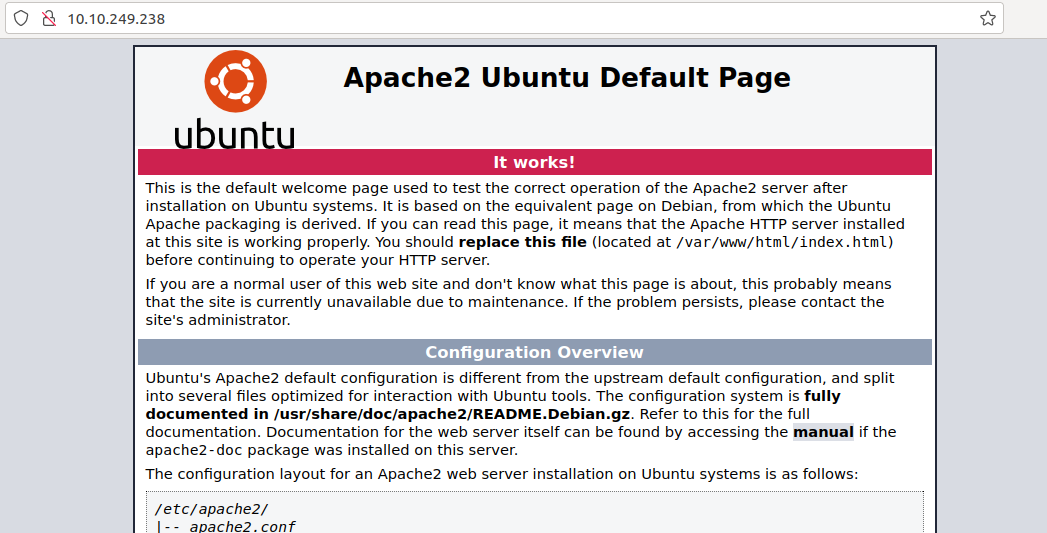 10.10.249.238
Apache2 Ubuntu Default Page
ubuntu
It works!
This is the default welcome page used to test the correct operation of the Apache2 server after
installation on Ubuntu systems. It is based on the equivalent page on Debian, from which the Ubuntu
Apache packaging is derived. If you can read this page, it means that the Apache HTTP server installed
at this site is working properly. You should replace this file (located at /var/www/html/index.html)
before continuing to operate your HTTP server.
If you are a normal user of this web site and don't know what this page is about, this probably means
that the site is currently unavailable due to maintenance. If the problem persists, please contact the
site's administrator.
Configuration Overview
Ubuntu's Apache2 default configuration is different from the upstream default configuration, and split
into several files optimized for interaction with Ubuntu tools. The configuration system is fully
documented in /usr/share/doc/apache2/README.Debian.gz. Refer to this for the full
documentation. Documentation for the web server itself can be found by accessing the manual if the
apache2-doc package was installed on this server.
The configuration layout for an Apache2 web server installation on Ubuntu systems is as follows:
/etc/apache2/
|-- apache2.conf